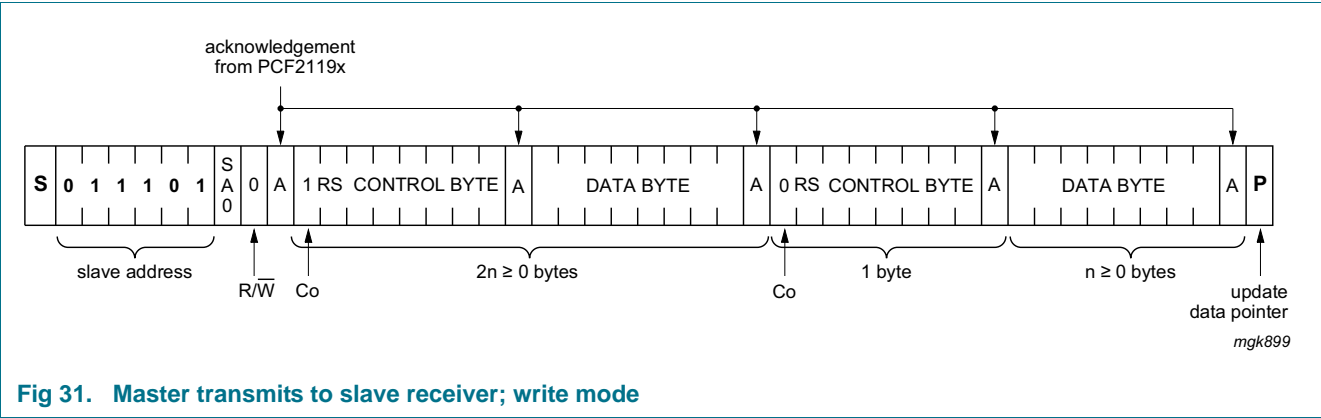 acknowledgement
from PCF2119x
S 0 1 1 1 0 1 SA0 0 A 1 RS CONTROL BYTE A DATA BYTE A 0 RS CONTROL BYTE A DATA BYTE A P
slave address
R/W̅
Co
2n ≥ 0 bytes
Co
1 byte
n ≥ 0 bytes
update
data pointer
mgk899
Fig 31. Master transmits to slave receiver; write mode